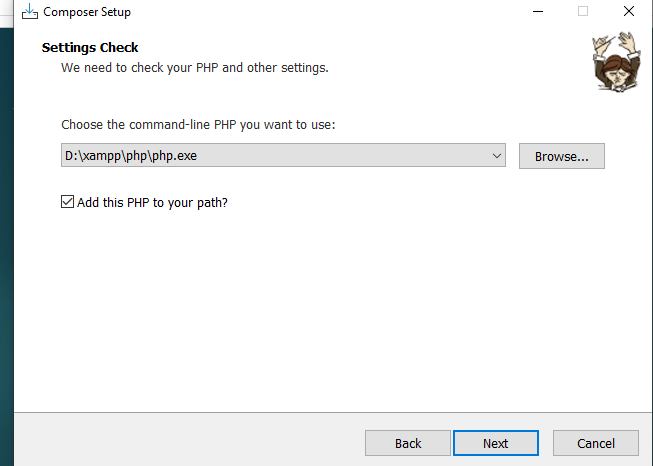 Composer Setup
Settings Check
We need to check your PHP and other settings.
Choose the command-line PHP you want to use:
D:\xampp\php\php.exe
Browse...
Add this PHP to your path?
Back
Next
Cancel